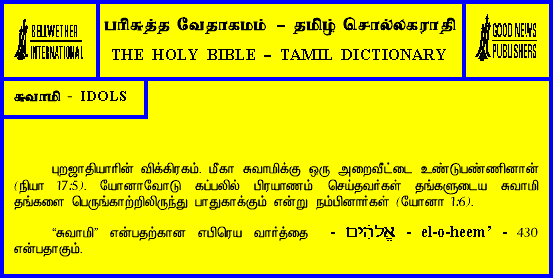 BELLWETHER
INTERNATIONAL
பரிசுத்த வேதாகமம் – தமிழ் சொல்லகராதி
THE HOLY BIBLE – TAMIL DICTIONARY
GOOD NEWS
PUBLISHERS
சுவாமி - IDOLS
புறஜாதியாரின் விக்கிரகம். மீகா சுவாமிக்கு ஒரு அறைவீட்டை உண்டுபண்ணினான்
(நியா 17:5). யோனாவோடு கப்பலில் பிரயாணம் செய்தவர்கள் தங்களுடைய சுவாமி
தங்களை பெருங்காற்றிலிருந்து பாதுகாக்கும் என்று நம்பினார்கள் (யோனா 1:6).
“சுவாமி” என்பதற்கான எபிரெய வார்த்தை - אֱלֹהִים - el-o-heem’ - 430
என்பதாகும்.